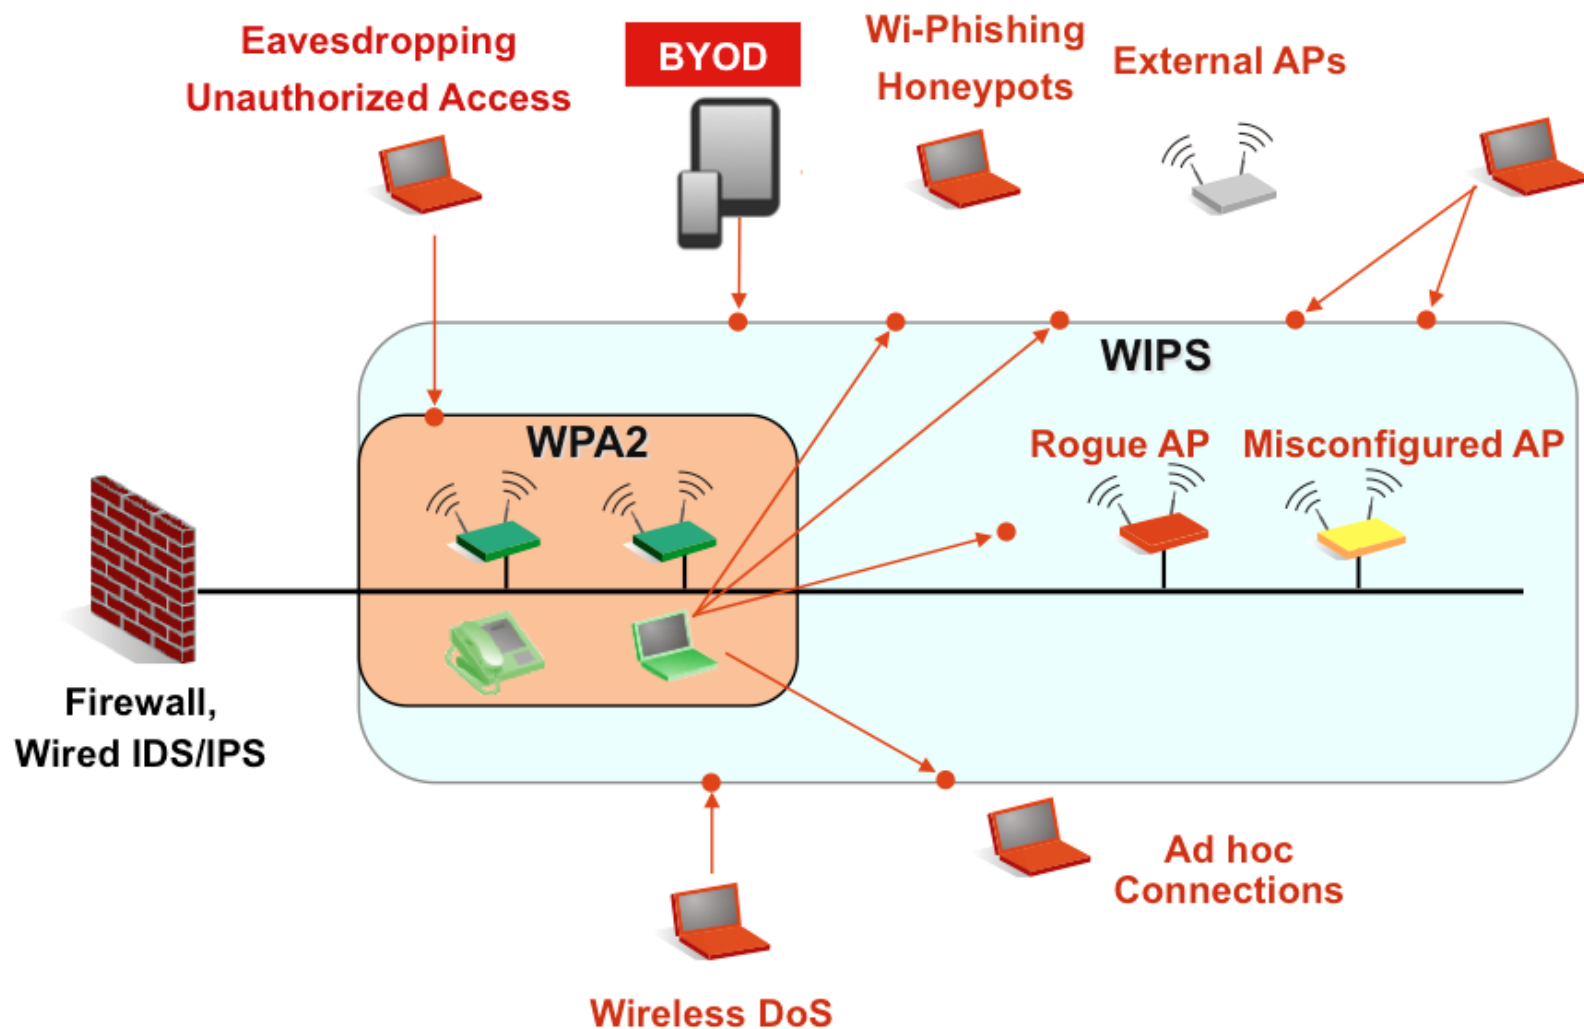 Eavesdropping
Unauthorized Access
BYOD
Wi-Phishing
Honeypots
External APs
WIPS
WPA2
Rogue AP
Misconfigured AP
Firewall,
Wired IDS/IPS
Ad hoc
Connections
Wireless DoS